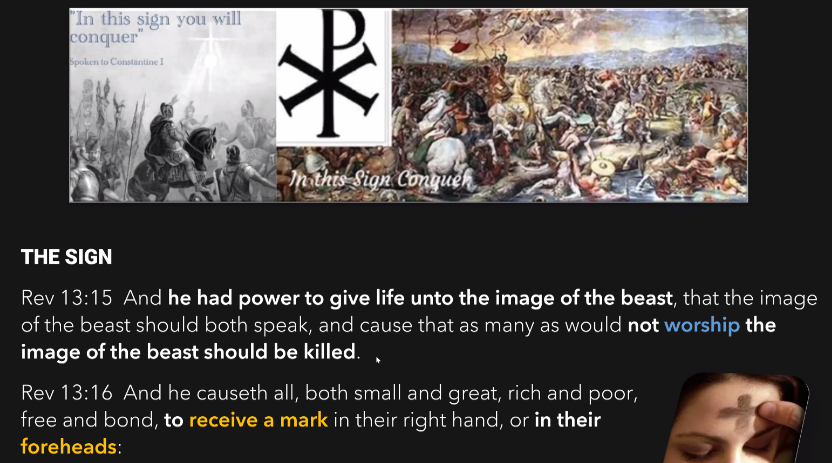 "In this sign you will
conquer"
Spoken to Constantine I
In this Sign Conquer
THE SIGN
Rev 13:15 And he had power to give life unto the image of the beast, that the image
of the beast should both speak, and cause that as many as would not worship the
image of the beast should be killed.
Rev 13:16 And he causeth all, both small and great, rich and poor,
free and bond, to receive a mark in their right hand, or in their
foreheads: